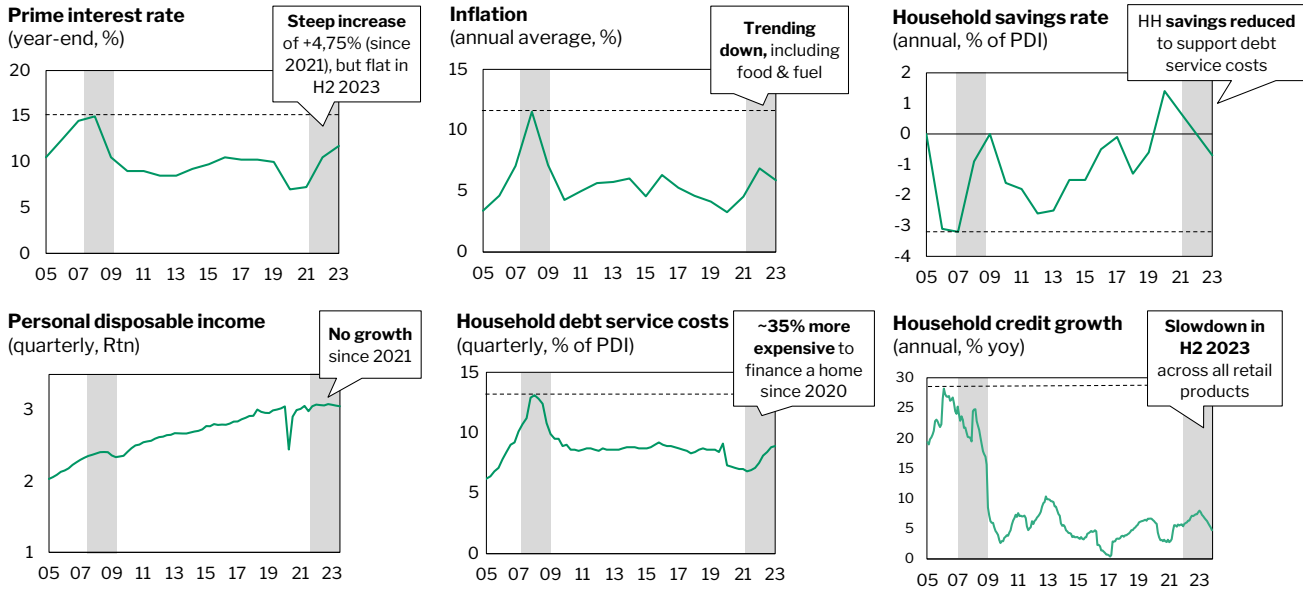 Prime interest rate
(year-end, %)
Steep increase
of +4,75% (since
2021), but flat in
H2 2023
20
15
10
5
0
05 07 09 11 13 15 17 19 21 23
Inflation
(annual average, %)
Trending
down, including
food & fuel
15
10
5
0
05 07 09 11 13 15 17 19 21 23
Household savings rate
(annual, % of PDI)
HH savings reduced
to support debt
service costs
2
1
0
-1
-2
-3
-4
05 07 09 11 13 15 17 19 21 23
Personal disposable income
(quarterly, Rtn)
No growth
since 2021
3
2
1
05 07 09 11 13 15 17 19 21 23
Household debt service costs
(quarterly, % of PDI)
~35% more
expensive to
finance a home
since 2020
15
10
5
0
05 07 09 11 13 15 17 19 21 23
Household credit growth
(annual, % yoy)
Slowdown in
H2 2023
across all retail
products
30
25
20
15
10
5
0
05 07 09 11 13 15 17 19 21 23